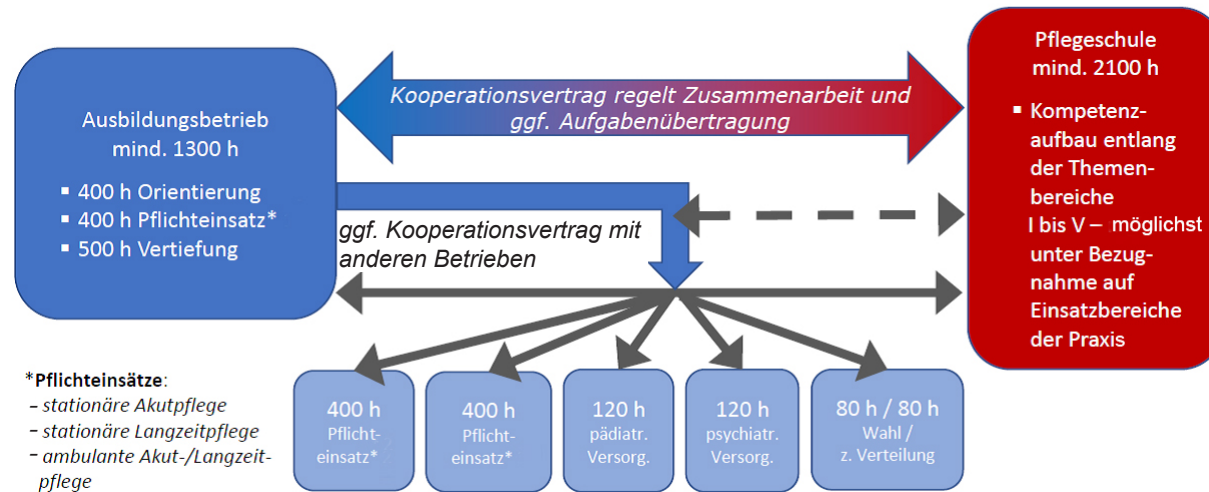 Pflegeschule
mind. 2100 h
▪ Kompetenz-
aufbau entlang
der Themen-
bereiche
I bis V – möglichst
unter Bezug-
nahme auf
Einsatzbereiche
der Praxis
Kooperationsvertrag regelt Zusammenarbeit und
ggf. Aufgabenübertragung
Ausbildungsbetrieb
mind. 1300 h
▪ 400 h Orientierung
▪ 400 h Pflichteinsatz*
▪ 500 h Vertiefung
ggf. Kooperationsvertrag mit
anderen Betrieben
*Pflichteinsätze:
– stationäre Akutpflege
– stationäre Langzeitpflege
– ambulante Akut-/Langzeit-
pflege
400 h
Pflicht-
einsatz*
400 h
Pflicht-
einsatz*
120 h
pädiatr.
Versorg.
120 h
psychiatr.
Versorg.
80 h / 80 h
Wahl /
z. Verteilung